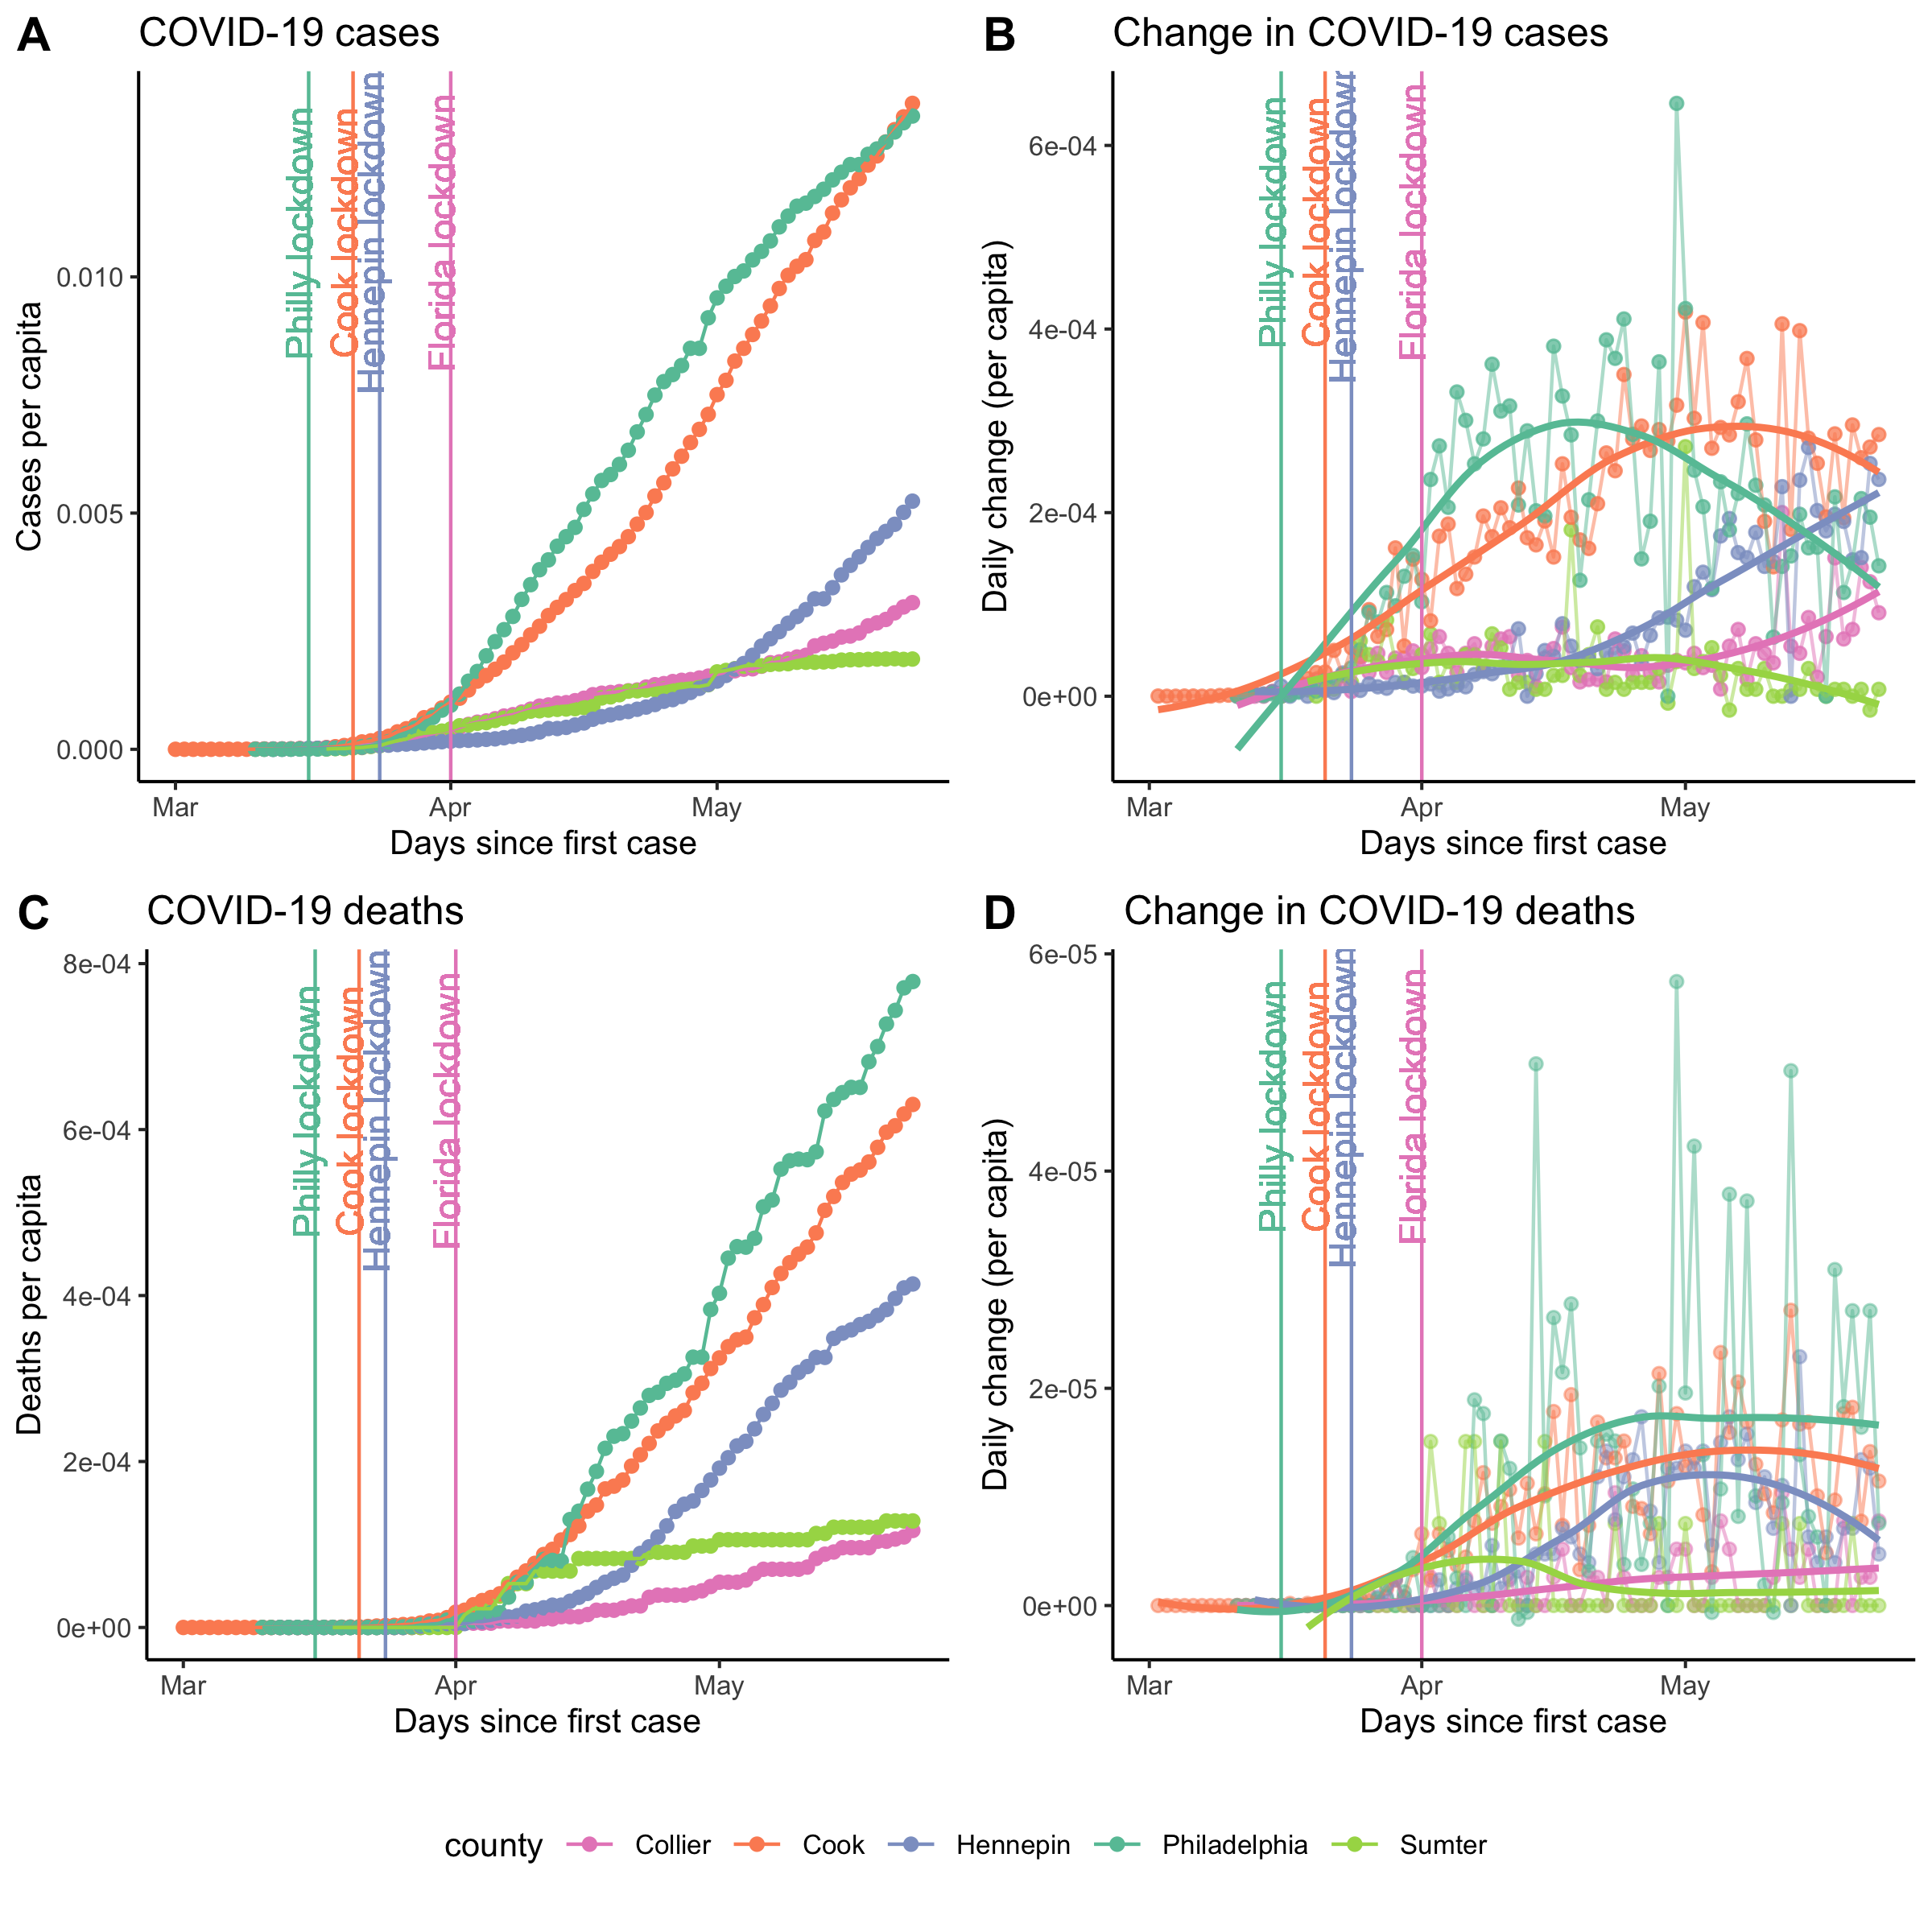 A
COVID-19 cases
Cases per capita
0.010
0.005
0.000
Philly lockdown
Cook lockdown
Hennepin lockdown
Florida lockdown
Mar
Apr
May
Days since first case
B
Change in COVID-19 cases
Daily change (per capita)
6e-04
4e-04
2e-04
0e+00
Philly lockdown
Cook lockdown
Hennepin lockdown
Florida lockdown
Mar
Apr
May
Days since first case
C
COVID-19 deaths
Deaths per capita
8e-04
6e-04
4e-04
2e-04
0e+00
Philly lockdown
Cook lockdown
Hennepin lockdown
Florida lockdown
Mar
Apr
May
Days since first case
D
Change in COVID-19 deaths
Daily change (per capita)
6e-05
4e-05
2e-05
0e+00
Philly lockdown
Cook lockdown
Hennepin lockdown
Florida lockdown
Mar
Apr
May
Days since first case
county Collier Cook Hennepin Philadelphia Sumter